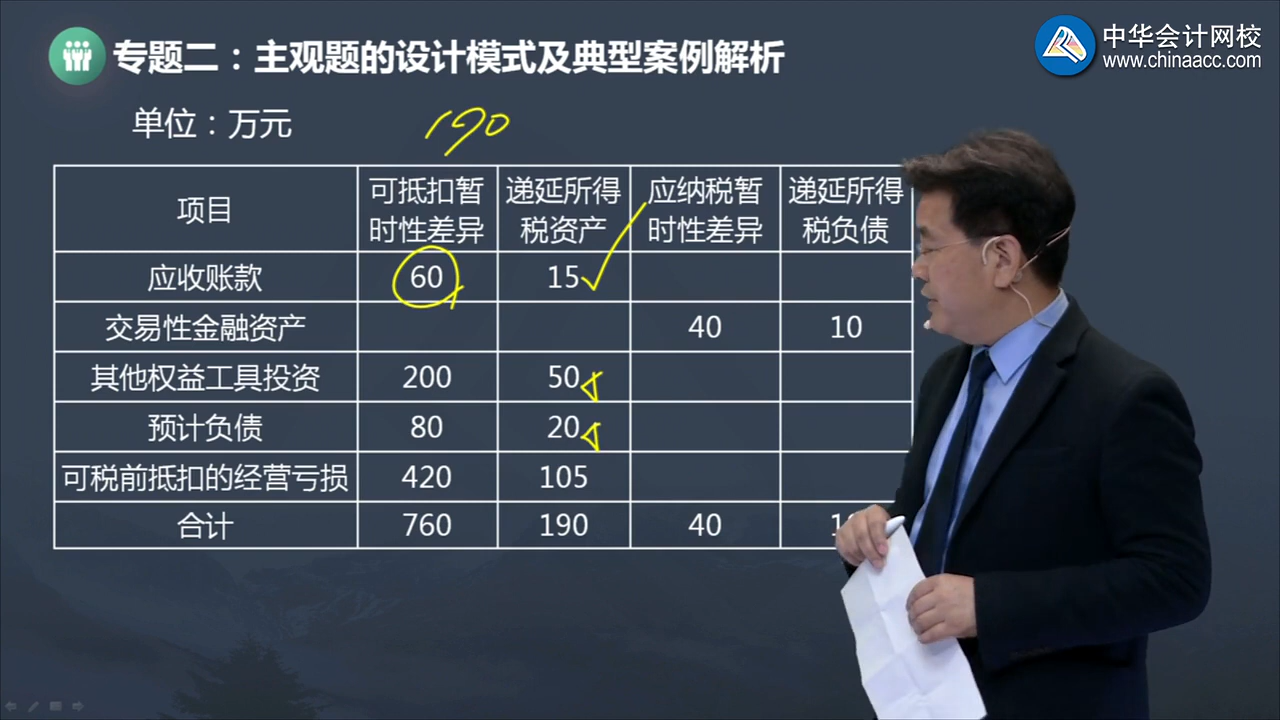 专题二：主观题的设计模式及典型案例解析
中华会计网校
www.chinaacc.com
单位：万元
190
项目 可抵扣暂时性差异 递延所得税资产 应纳税暂时性差异 递延所得税负债
应收账款 60 15
交易性金融资产 40 10
其他权益工具投资 200 50
预计负债 80 20
可税前抵扣的经营亏损 420 105
合计 760 190 40